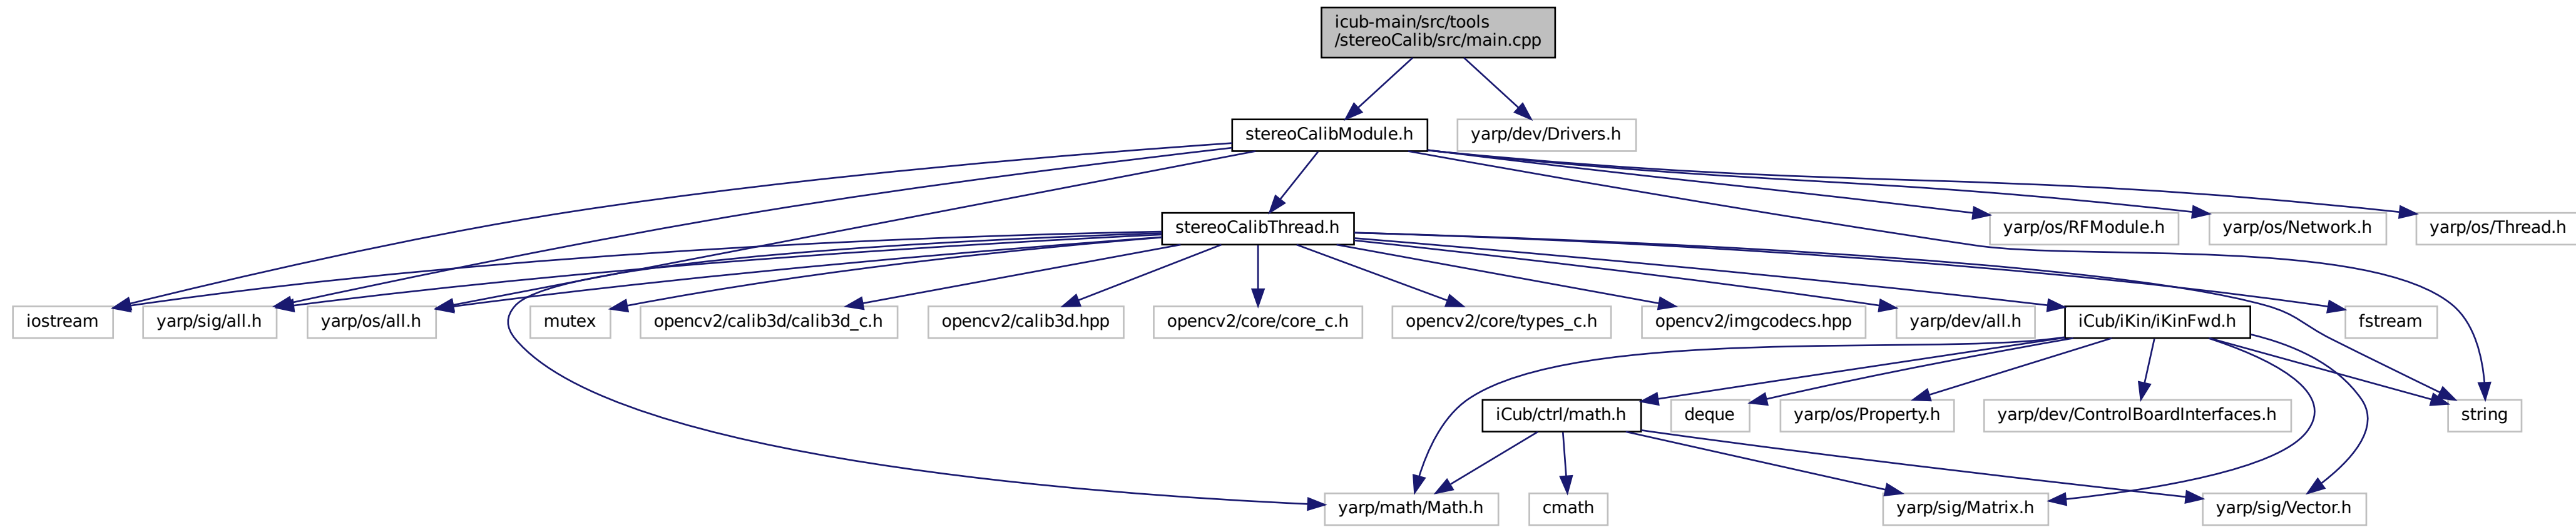 icub-main/src/tools
/stereoCalib/src/main.cpp
stereoCalibModule.h
yarp/dev/Drivers.h
stereoCalibThread.h
yarp/os/RFModule.h
yarp/os/Network.h
yarp/os/Thread.h
iostream
yarp/sig/all.h
yarp/os/all.h
mutex
opencv2/calib3d/calib3d_c.h
opencv2/calib3d.hpp
opencv2/core/core_c.h
opencv2/core/types_c.h
opencv2/imgcodecs.hpp
yarp/dev/all.h
iCub/iKin/iKinFwd.h
fstream
iCub/ctrl/math.h
deque
yarp/os/Property.h
yarp/dev/ControlBoardInterfaces.h
string
yarp/math/Math.h
cmath
yarp/sig/Matrix.h
yarp/sig/Vector.h